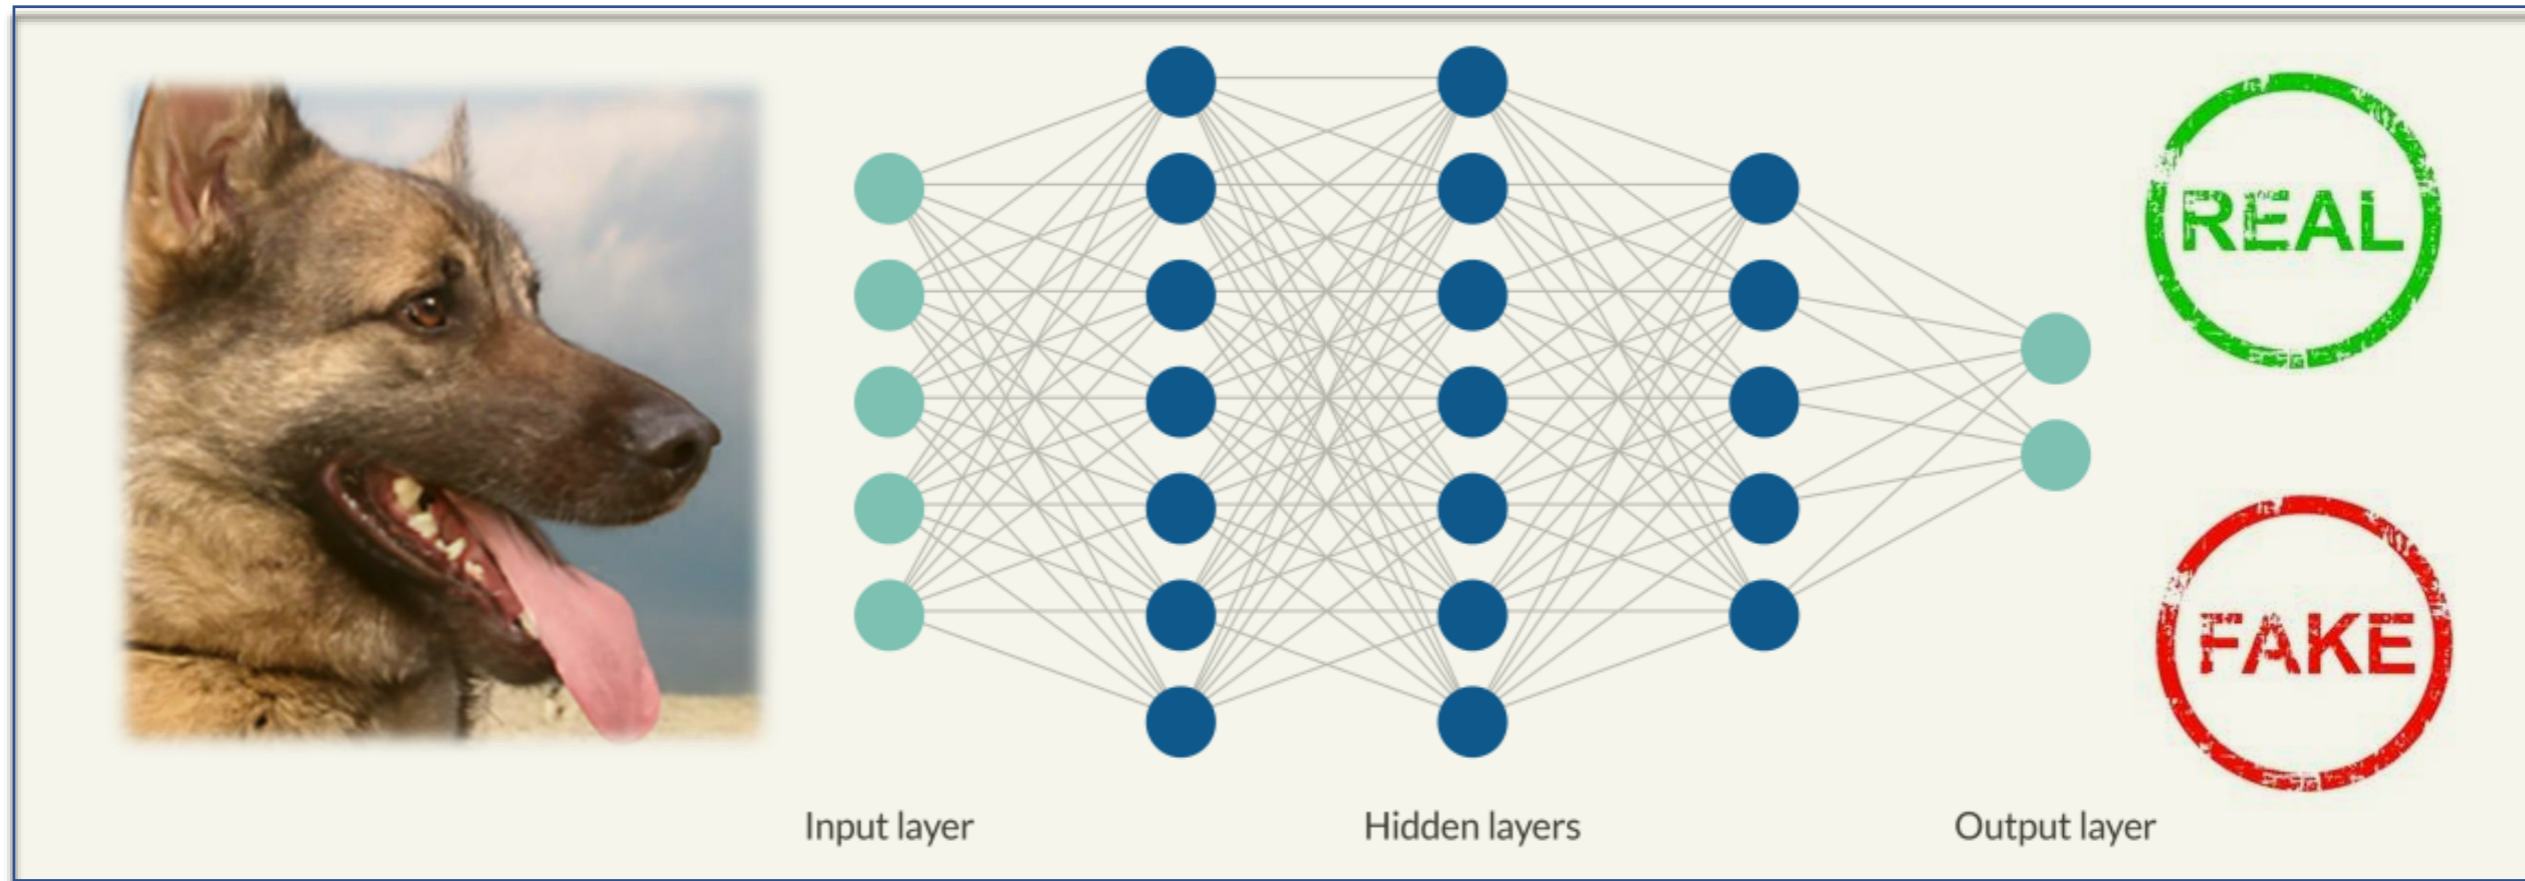 REAL
FAKE
Input layer
Hidden layers
Output layer